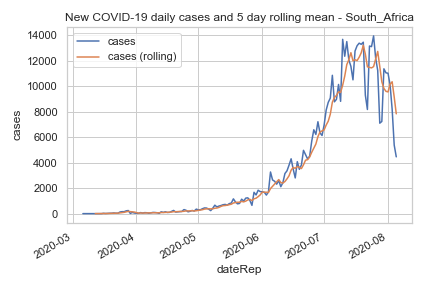 New COVID-19 daily cases and 5 day rolling mean - South_Africa
cases
cases (rolling)
14000
12000
10000
8000
6000
4000
2000
0
cases
2020-03
2020-04
2020-05
2020-06
2020-07
2020-08
dateRep